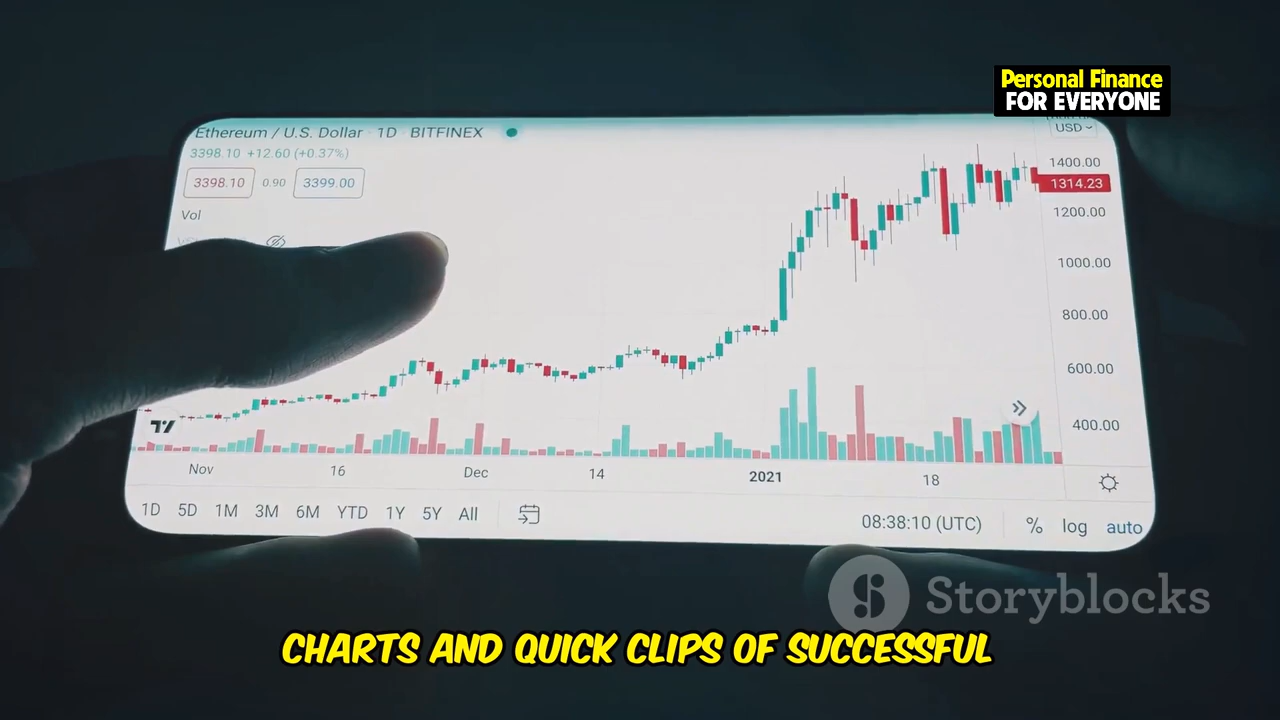 Personal Finance
FOR EVERYONE
Ethereum / U.S. Dollar · 1D · BITFINEX
USD
3398.10 +12.60 (+0.37%)
3398.10 0.90 3399.00
Vol
1400.00
1314.23
1200.00
1000.00
800.00
600.00
400.00
Nov 16 Dec 14 2021 18
1D 5D 1M 3M 6M YTD 1Y 5Y All
08:38:10 (UTC) % log auto
Storyblocks
CHARTS AND QUICK CLIPS OF SUCCESSFUL